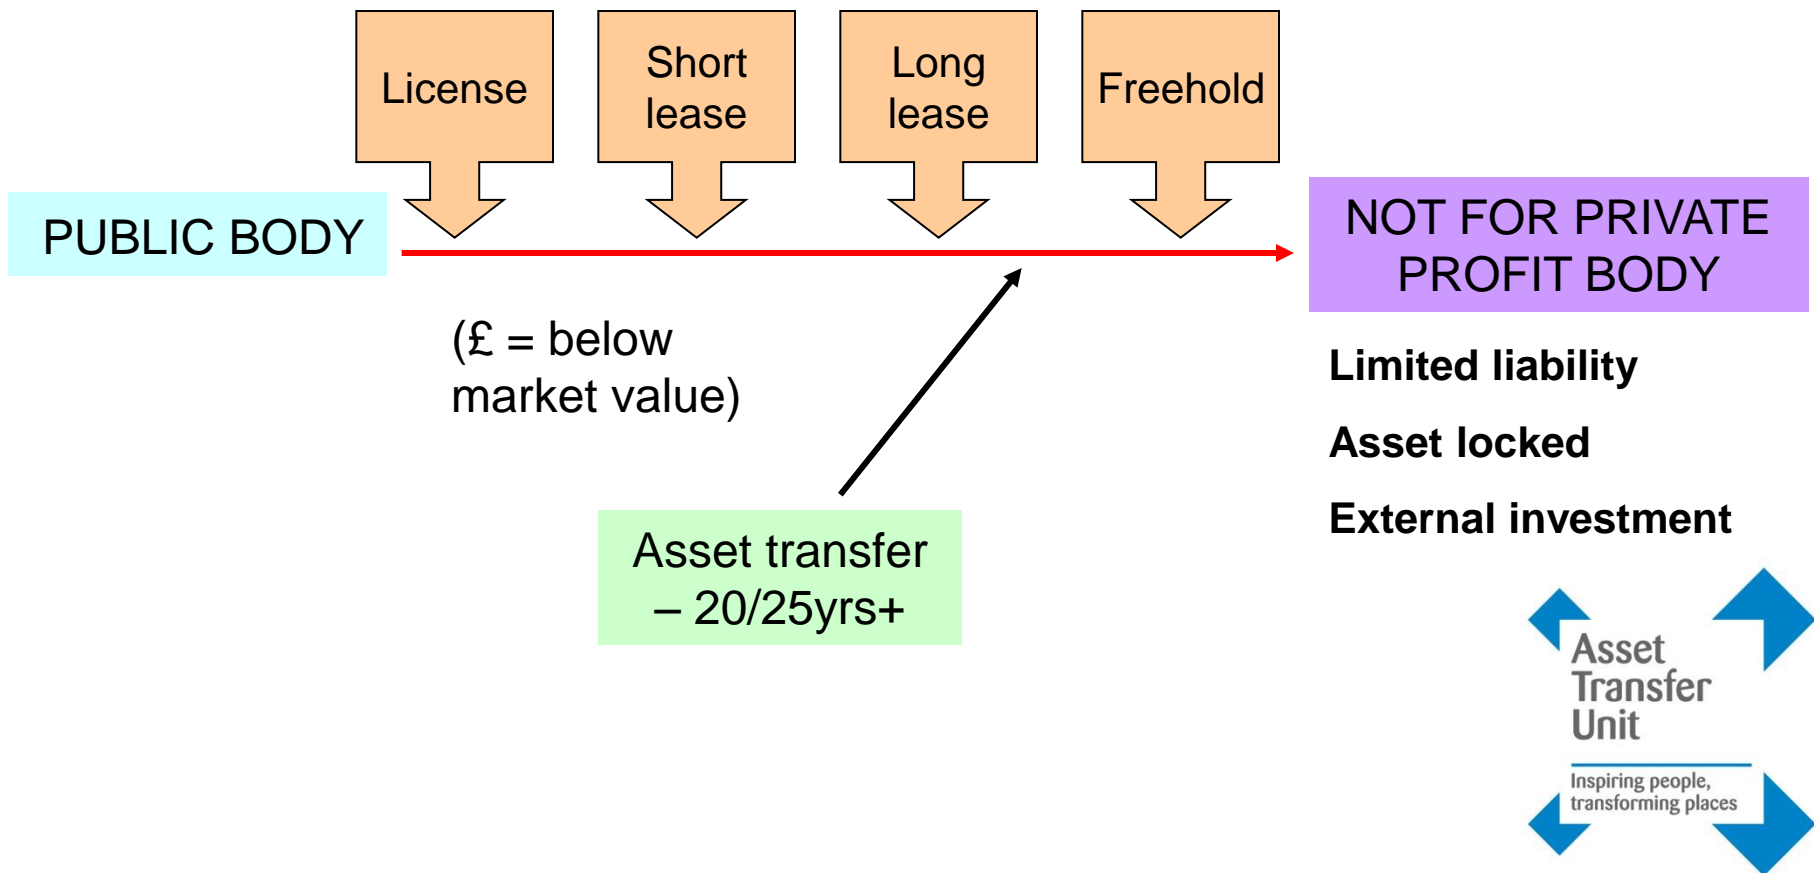 License
Short
lease
Long
lease
Freehold
PUBLIC BODY
NOT FOR PRIVATE
PROFIT BODY
(£ = below
market value)
Limited liability
Asset locked
External investment
Asset transfer
– 20/25yrs+
Asset
Transfer
Unit
Inspiring people,
transforming places